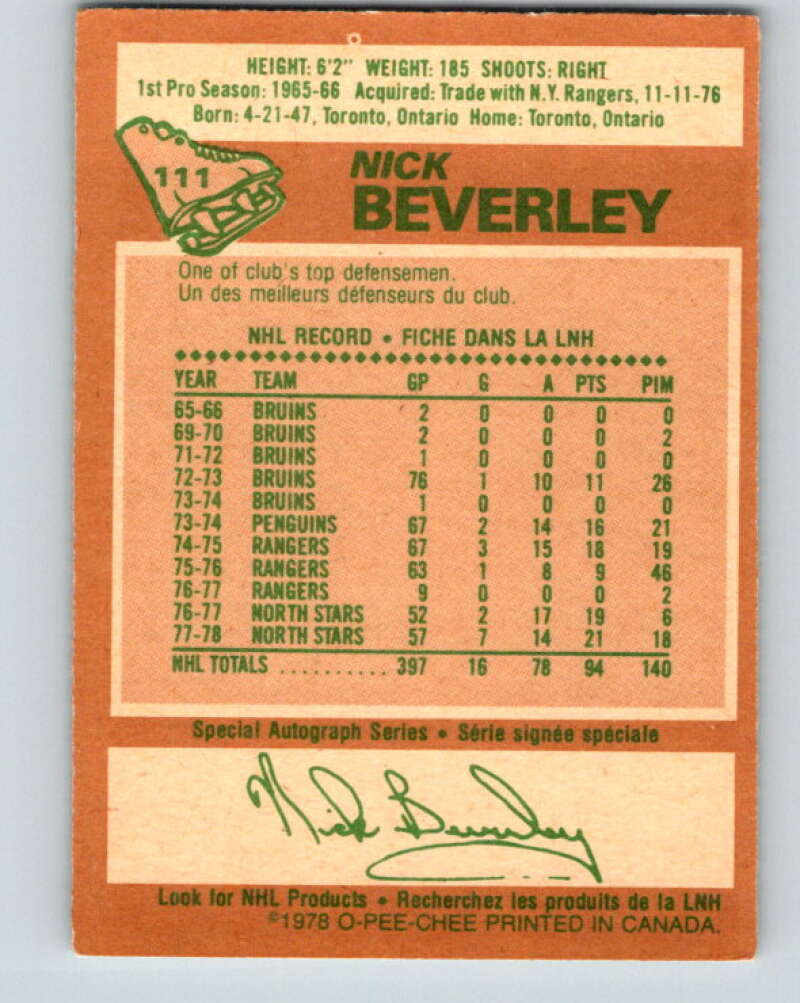 HEIGHT: 6'2" WEIGHT: 185 SHOOTS: RIGHT
1st Pro Season: 1965-66 Acquired: Trade with N.Y. Rangers, 11-11-76
Born: 4-21-47, Toronto, Ontario Home: Toronto, Ontario
111
NICK
BEVERLEY
One of club's top defensemen.
Un des meilleurs défenseurs du club.
NHL RECORD • FICHE DANS LA LNH
YEAR TEAM GP G A PTS PIM
65-66 BRUINS 2 0 0 0 0
69-70 BRUINS 2 0 0 0 2
71-72 BRUINS 1 0 0 0 0
72-73 BRUINS 76 1 10 11 26
73-74 BRUINS 1 0 0 0 0
73-74 PENGUINS 67 2 14 16 21
74-75 RANGERS 67 3 15 18 19
75-76 RANGERS 63 1 8 9 46
76-77 RANGERS 9 0 0 0 2
76-77 NORTH STARS 52 2 17 19 6
77-78 NORTH STARS 57 7 14 21 18
NHL TOTALS .......... 397 16 78 94 140
Special Autograph Series • Série signée spéciale
Nick Beverley
Look for NHL Products • Recherchez les produits de la LNH
©1978 O-PEE-CHEE PRINTED IN CANADA.